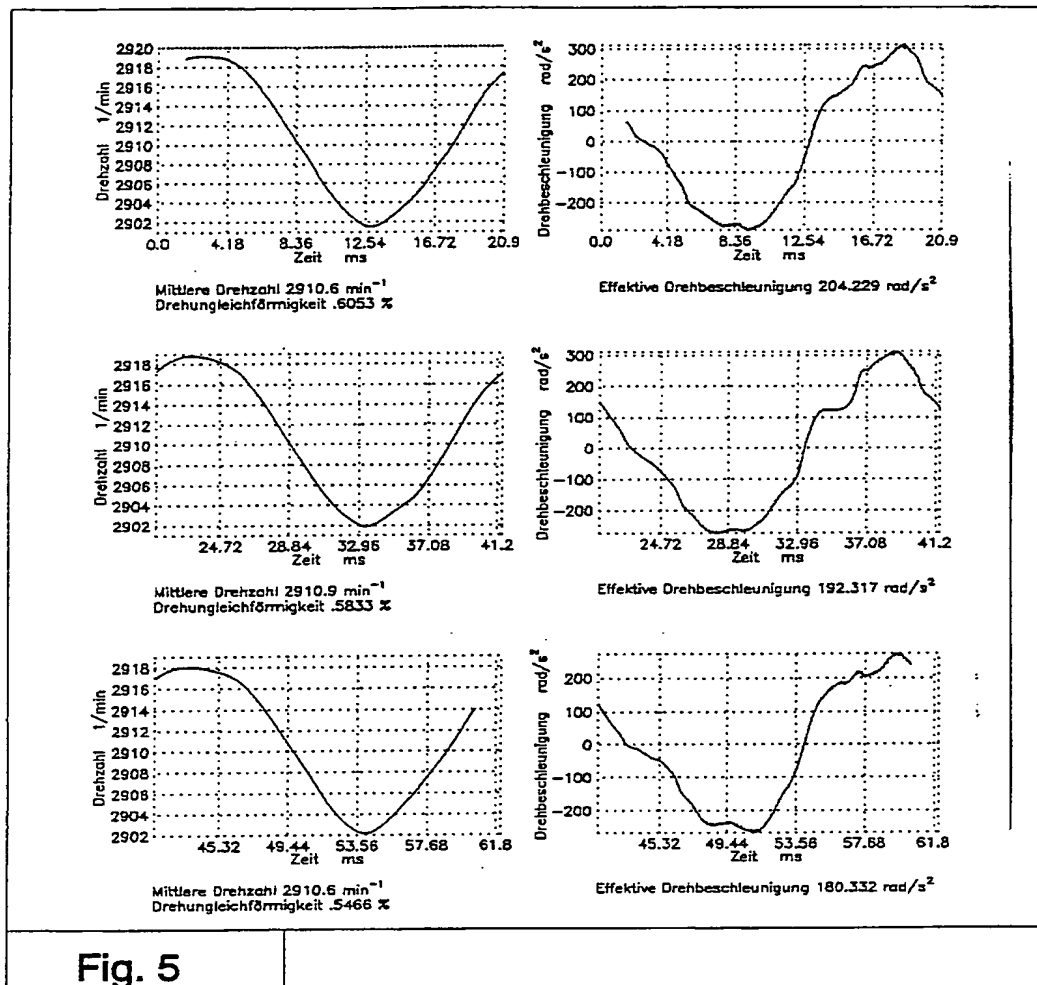 Drehzahl 1/min
2920
2918
2916
2914
2912
2910
2908
2906
2904
2902
0.0 4.18 8.36 12.54 16.72 20.9
Zeit ms
Mittlere Drehzahl 2910.6 min⁻¹
Drehungleichförmigkeit .6053 %
Drehbeschleunigung rad/s²
300
200
100
0
-100
-200
0.0 4.18 8.36 12.54 16.72 20.9
Zeit ms
Effektive Drehbeschleunigung 204.229 rad/s²
Drehzahl 1/min
2918
2916
2914
2912
2910
2908
2906
2904
2902
24.72 28.84 32.96 37.08 41.2
Zeit ms
Mittlere Drehzahl 2910.9 min⁻¹
Drehungleichförmigkeit .5833 %
Drehbeschleunigung rad/s²
300
200
100
0
-100
-200
24.72 28.84 32.96 37.08 41.2
Zeit ms
Effektive Drehbeschleunigung 192.317 rad/s²
Drehzahl 1/min
2918
2916
2914
2912
2910
2908
2906
2904
2902
45.32 49.44 53.56 57.68 61.8
Zeit ms
Mittlere Drehzahl 2910.6 min⁻¹
Drehungleichförmigkeit .5466 %
Drehbeschleunigung rad/s²
200
100
0
-100
-200
45.32 49.44 53.56 57.68 61.8
Zeit ms
Effektive Drehbeschleunigung 180.332 rad/s²
Fig. 5